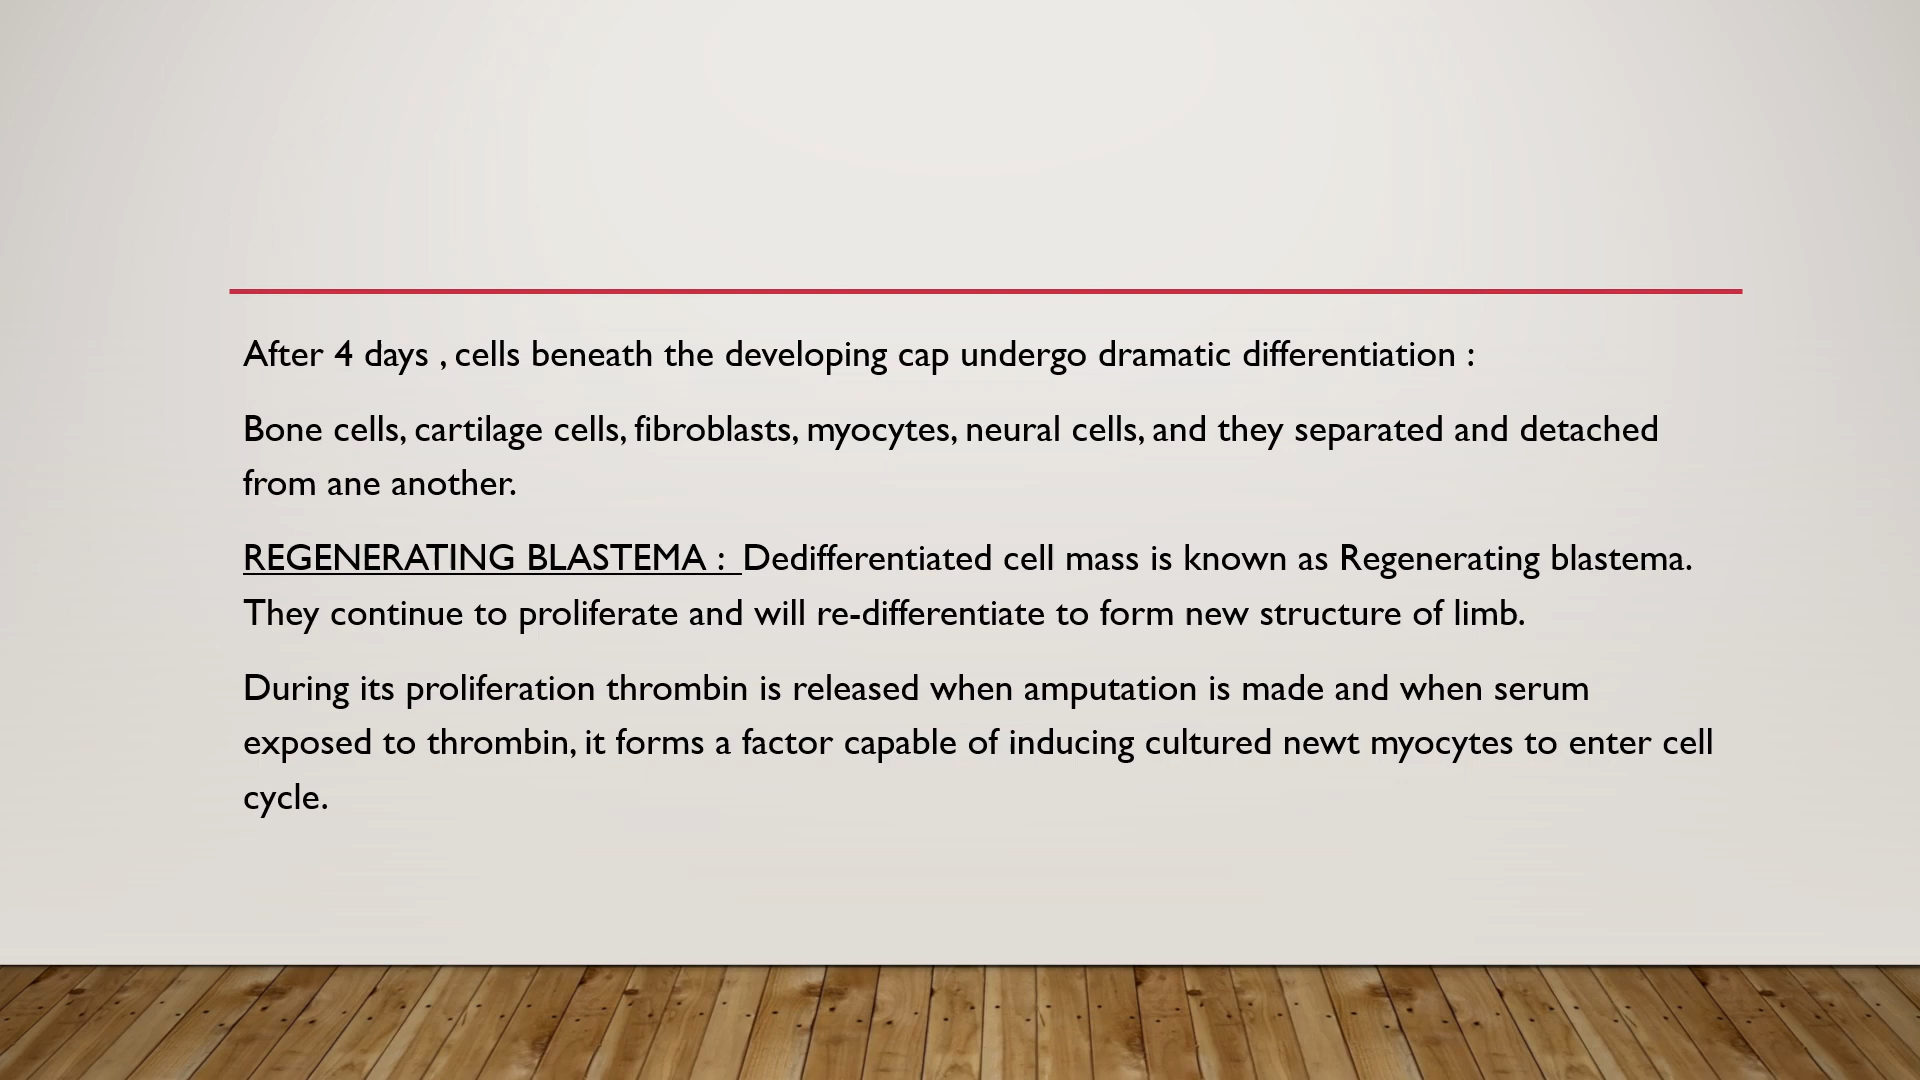 After 4 days , cells beneath the developing cap undergo dramatic differentiation :
Bone cells, cartilage cells, fibroblasts, myocytes, neural cells, and they separated and detached
from ane another.
REGENERATING BLASTEMA :  Dedifferentiated cell mass is known as Regenerating blastema.
They continue to proliferate and will re-differentiate to form new structure of limb.
During its proliferation thrombin is released when amputation is made and when serum
exposed to thrombin, it forms a factor capable of inducing cultured newt myocytes to enter cell
cycle.